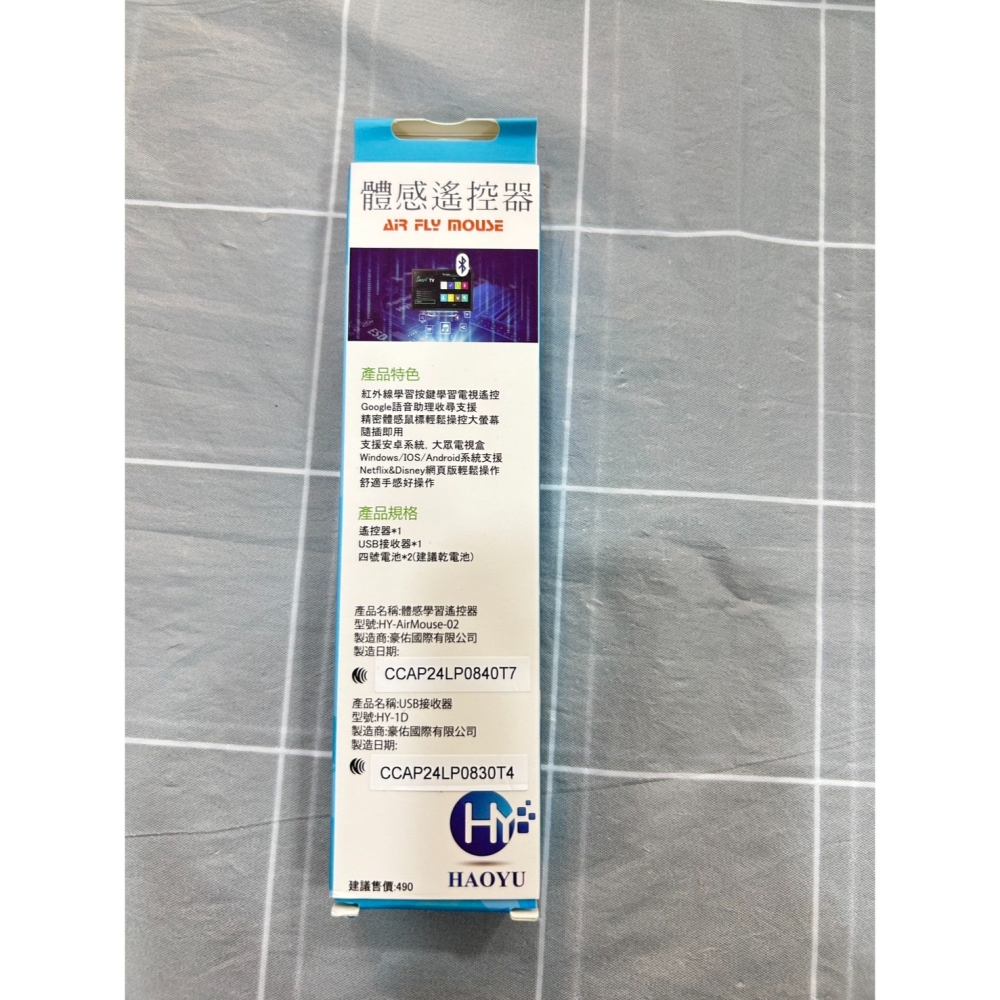 體感遙控器
AiR FLY MOUSE
Smart TV
ESD
產品特色
紅外線學習按鍵學習電視遙控
Google語音助理收尋支援
精密體感鼠標輕鬆操控大螢幕
隨插即用
支援安卓系統, 大眾電視盒
Windows/IOS/Android系統支援
Netflix&Disney網頁版輕鬆操作
舒適手感好操作
產品規格
遙控器*1
USB接收器*1
四號電池*2(建議乾電池)
產品名稱:體感學習遙控器
型號:HY-AirMouse-02
製造商:豪佑國際有限公司
製造日期:
CCAP24LP0840T7
產品名稱:USB接收器
型號:HY-1D
製造商:豪佑國際有限公司
製造日期:
CCAP24LP0830T4
HY
HAOYU
建議售價:490